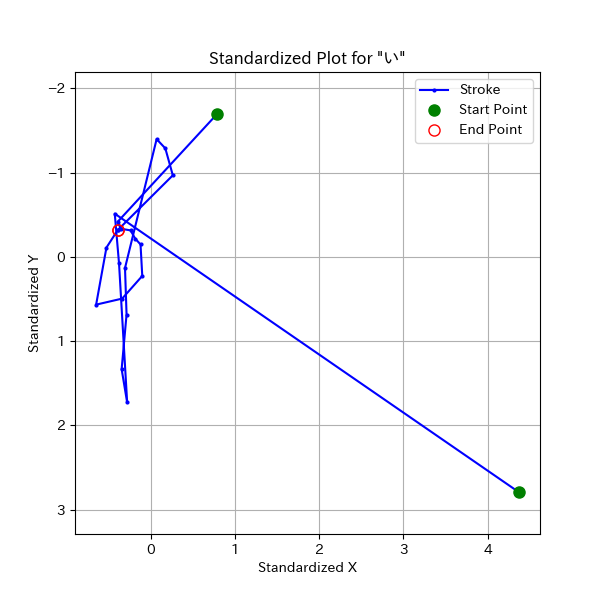 Standardized Plot for "い"
Stroke
Start Point
End Point
−2
−1
0
1
2
3
Standardized Y
0 1 2 3 4
Standardized X